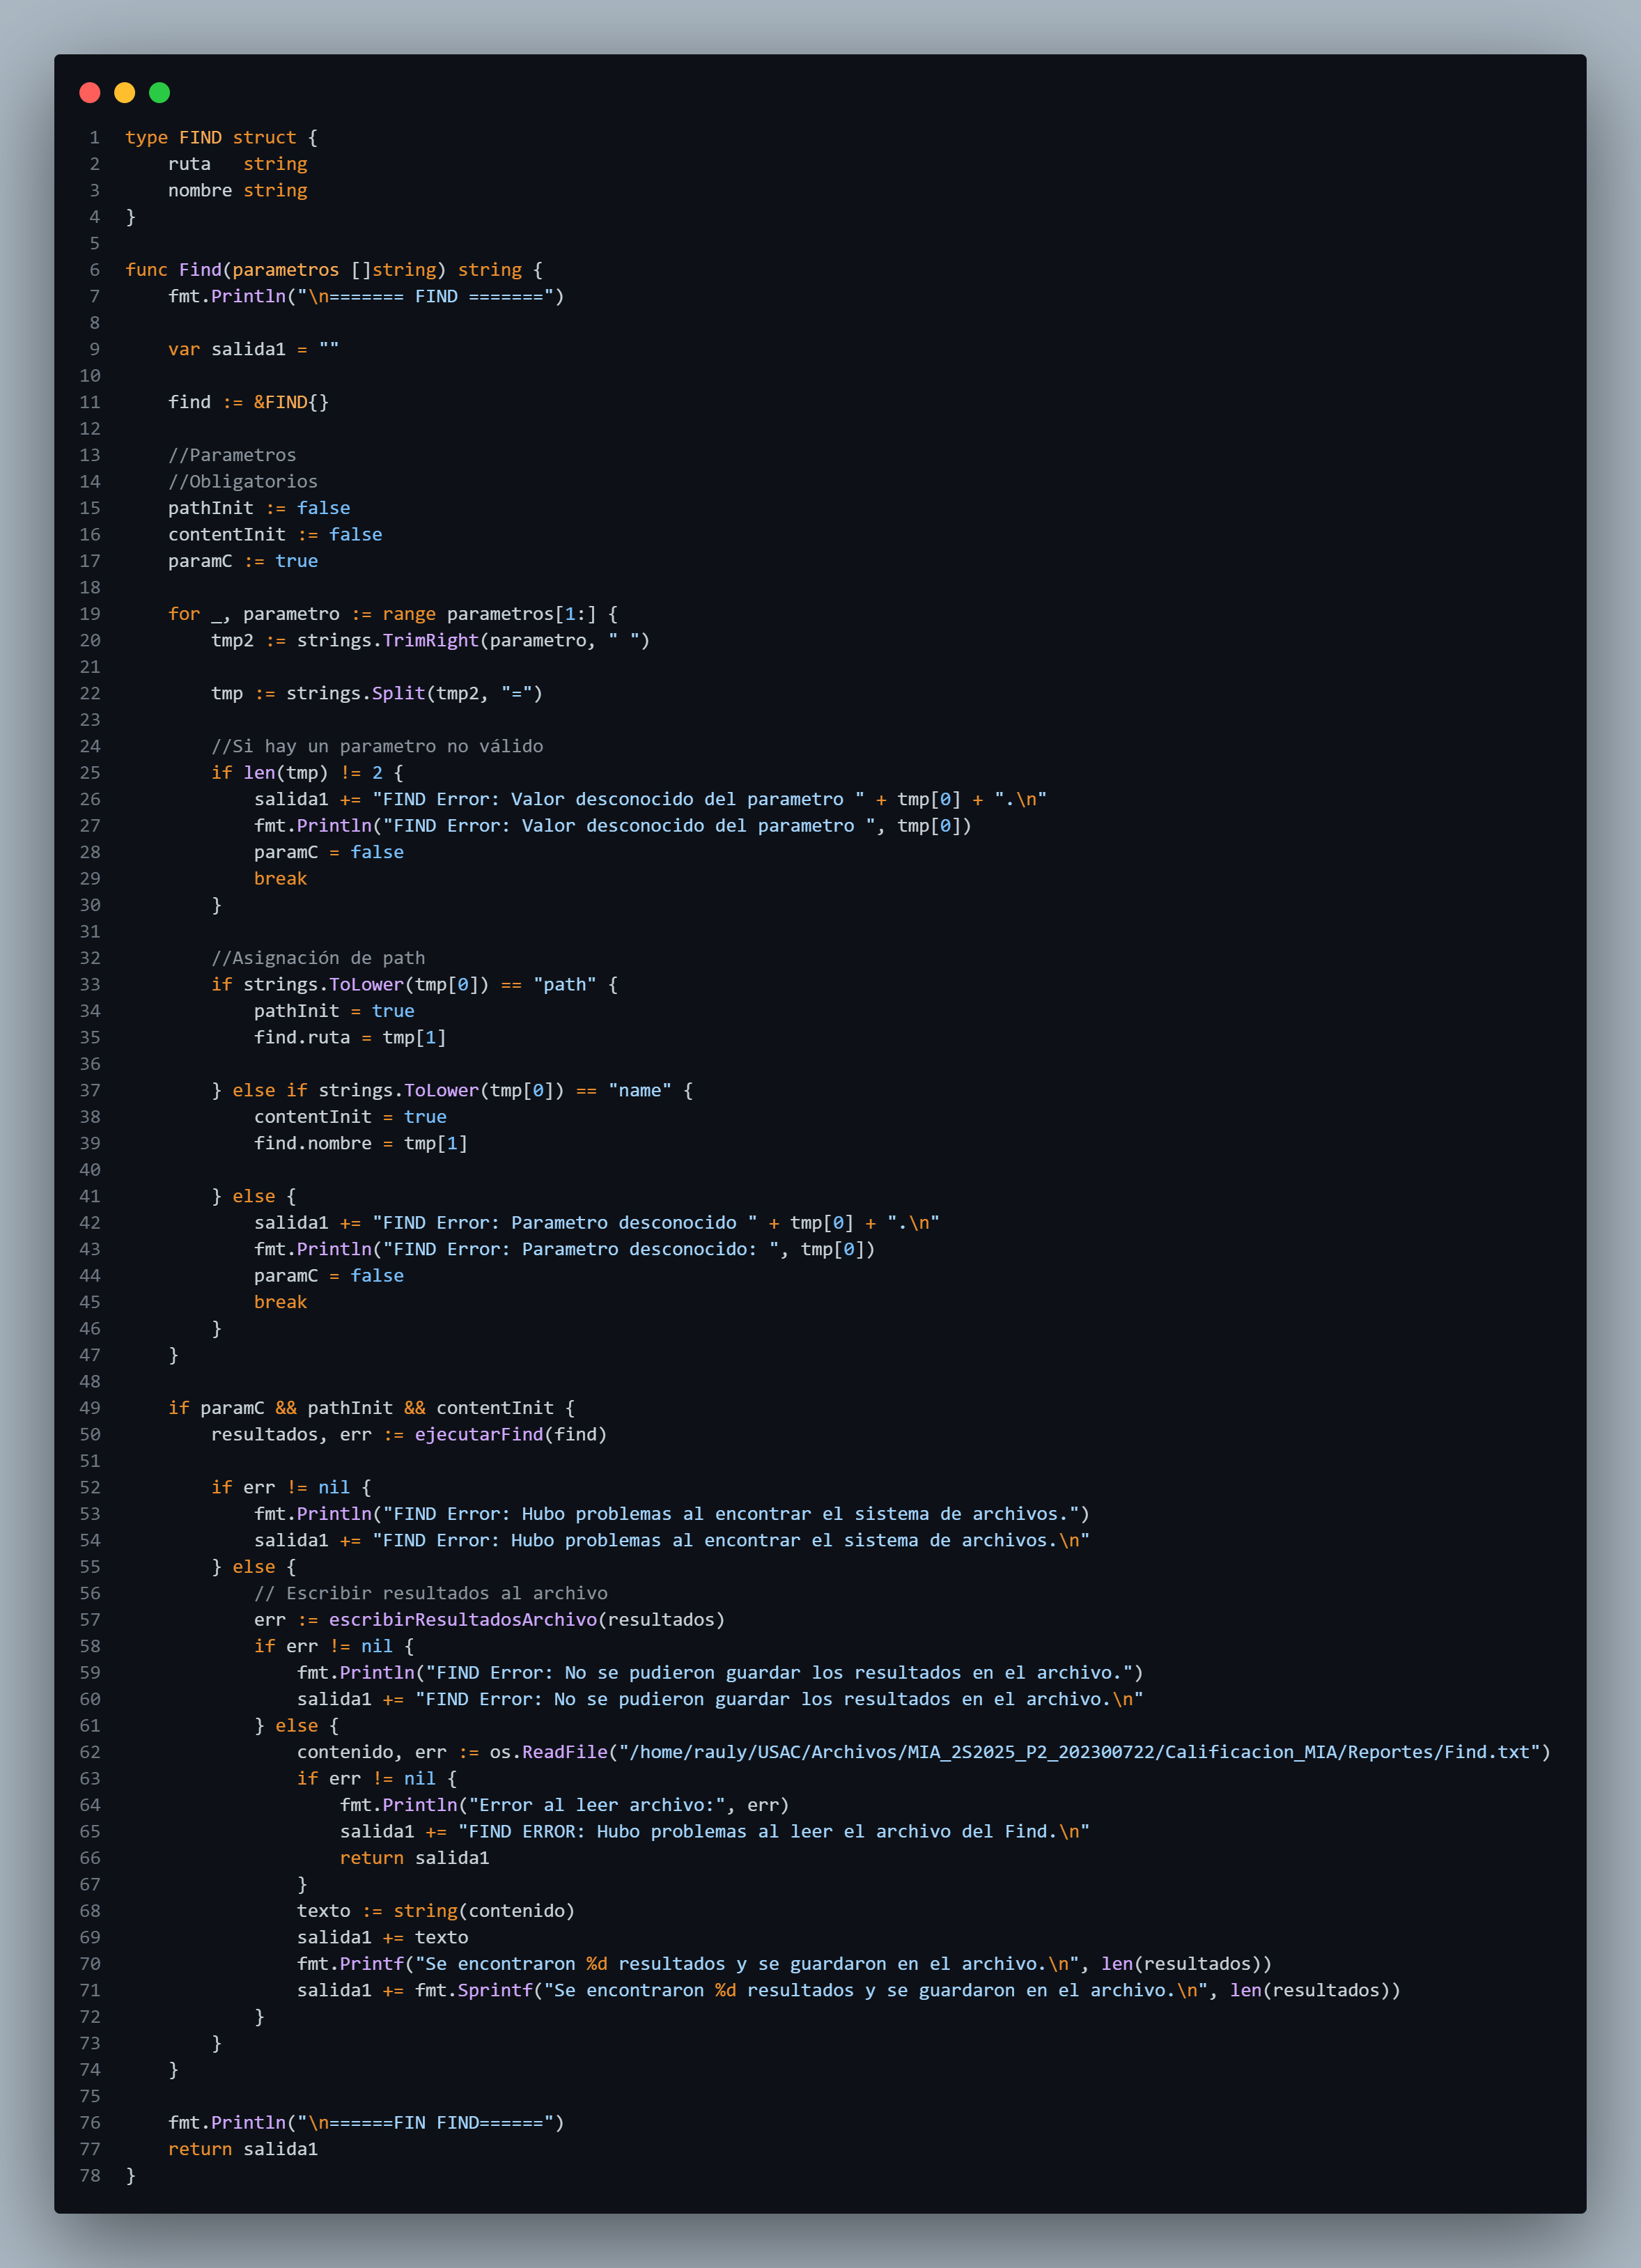 1 type FIND struct {
2     ruta   string
3     nombre string
4 }
5
6 func Find(parametros []string) string {
7     fmt.Println("\n======= FIND =======")
8
9     var salida1 = ""
10
11     find := &FIND{}
12
13     //Parametros
14     //Obligatorios
15     pathInit := false
16     contentInit := false
17     paramC := true
18
19     for _, parametro := range parametros[1:] {
20         tmp2 := strings.TrimRight(parametro, " ")
21
22         tmp := strings.Split(tmp2, "=")
23
24         //Si hay un parametro no válido
25         if len(tmp) != 2 {
26             salida1 += "FIND Error: Valor desconocido del parametro " + tmp[0] + ".\n"
27             fmt.Println("FIND Error: Valor desconocido del parametro ", tmp[0])
28             paramC = false
29             break
30         }
31
32         //Asignación de path
33         if strings.ToLower(tmp[0]) == "path" {
34             pathInit = true
35             find.ruta = tmp[1]
36
37         } else if strings.ToLower(tmp[0]) == "name" {
38             contentInit = true
39             find.nombre = tmp[1]
40
41         } else {
42             salida1 += "FIND Error: Parametro desconocido " + tmp[0] + ".\n"
43             fmt.Println("FIND Error: Parametro desconocido: ", tmp[0])
44             paramC = false
45             break
46         }
47     }
48
49     if paramC && pathInit && contentInit {
50         resultados, err := ejecutarFind(find)
51
52         if err != nil {
53             fmt.Println("FIND Error: Hubo problemas al encontrar el sistema de archivos.")
54             salida1 += "FIND Error: Hubo problemas al encontrar el sistema de archivos.\n"
55         } else {
56             // Escribir resultados al archivo
57             err := escribirResultadosArchivo(resultados)
58             if err != nil {
59                 fmt.Println("FIND Error: No se pudieron guardar los resultados en el archivo.")
60                 salida1 += "FIND Error: No se pudieron guardar los resultados en el archivo.\n"
61             } else {
62                 contenido, err := os.ReadFile("/home/rauly/USAC/Archivos/MIA_2S2025_P2_202300722/Calificacion_MIA/Reportes/Find.txt")
63                 if err != nil {
64                     fmt.Println("Error al leer archivo:", err)
65                     salida1 += "FIND ERROR: Hubo problemas al leer el archivo del Find.\n"
66                     return salida1
67                 }
68                 texto := string(contenido)
69                 salida1 += texto
70                 fmt.Printf("Se encontraron %d resultados y se guardaron en el archivo.\n", len(resultados))
71                 salida1 += fmt.Sprintf("Se encontraron %d resultados y se guardaron en el archivo.\n", len(resultados))
72             }
73         }
74     }
75
76     fmt.Println("\n======FIN FIND======")
77     return salida1
78 }